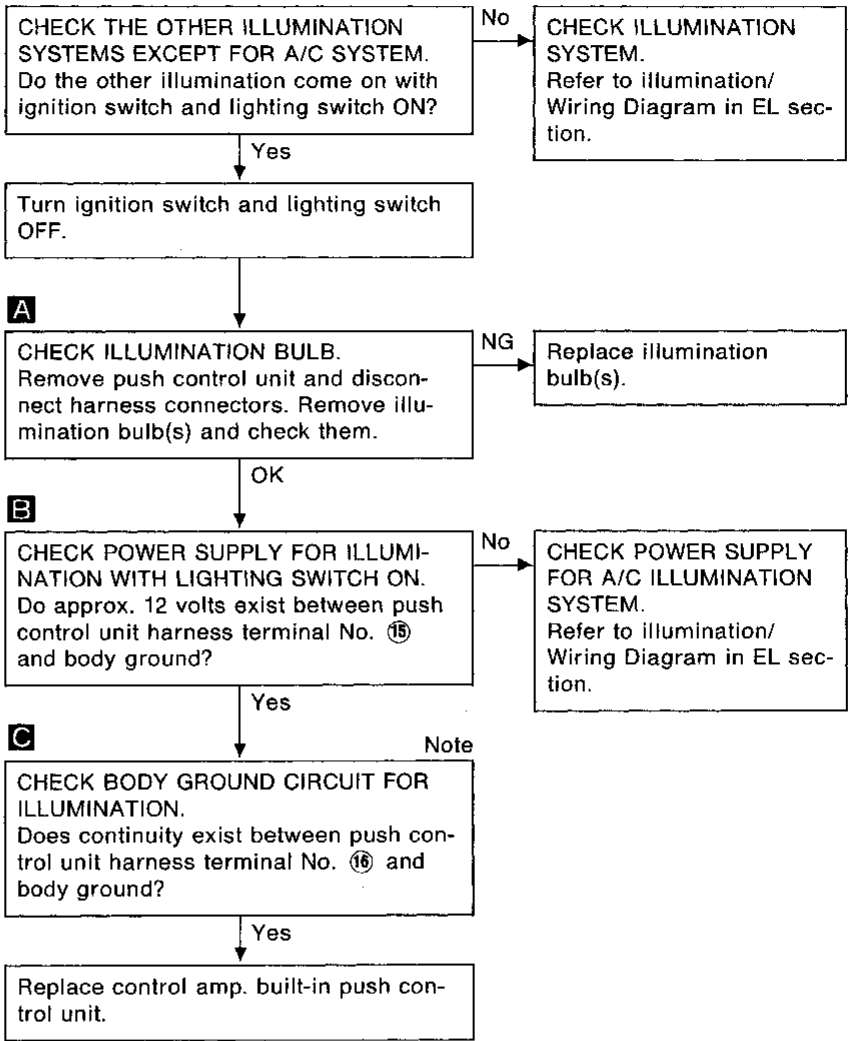 CHECK THE OTHER ILLUMINATION
SYSTEMS EXCEPT FOR A/C SYSTEM.
Do the other illumination come on with
ignition switch and lighting switch ON?
No
CHECK ILLUMINATION
SYSTEM.
Refer to illumination/
Wiring Diagram in EL sec-
tion.
Yes
Turn ignition switch and lighting switch
OFF.
A
CHECK ILLUMINATION BULB.
Remove push control unit and discon-
nect harness connectors. Remove illu-
mination bulb(s) and check them.
NG
Replace illumination
bulb(s).
OK
B
CHECK POWER SUPPLY FOR ILLUMI-
NATION WITH LIGHTING SWITCH ON.
Do approx. 12 volts exist between push
control unit harness terminal No. ⑮
and body ground?
No
CHECK POWER SUPPLY
FOR A/C ILLUMINATION
SYSTEM.
Refer to illumination/
Wiring Diagram in EL sec-
tion.
Yes
C
Note
CHECK BODY GROUND CIRCUIT FOR
ILLUMINATION.
Does continuity exist between push con-
trol unit harness terminal No. ⑯ and
body ground?
Yes
Replace control amp. built-in push con-
trol unit.